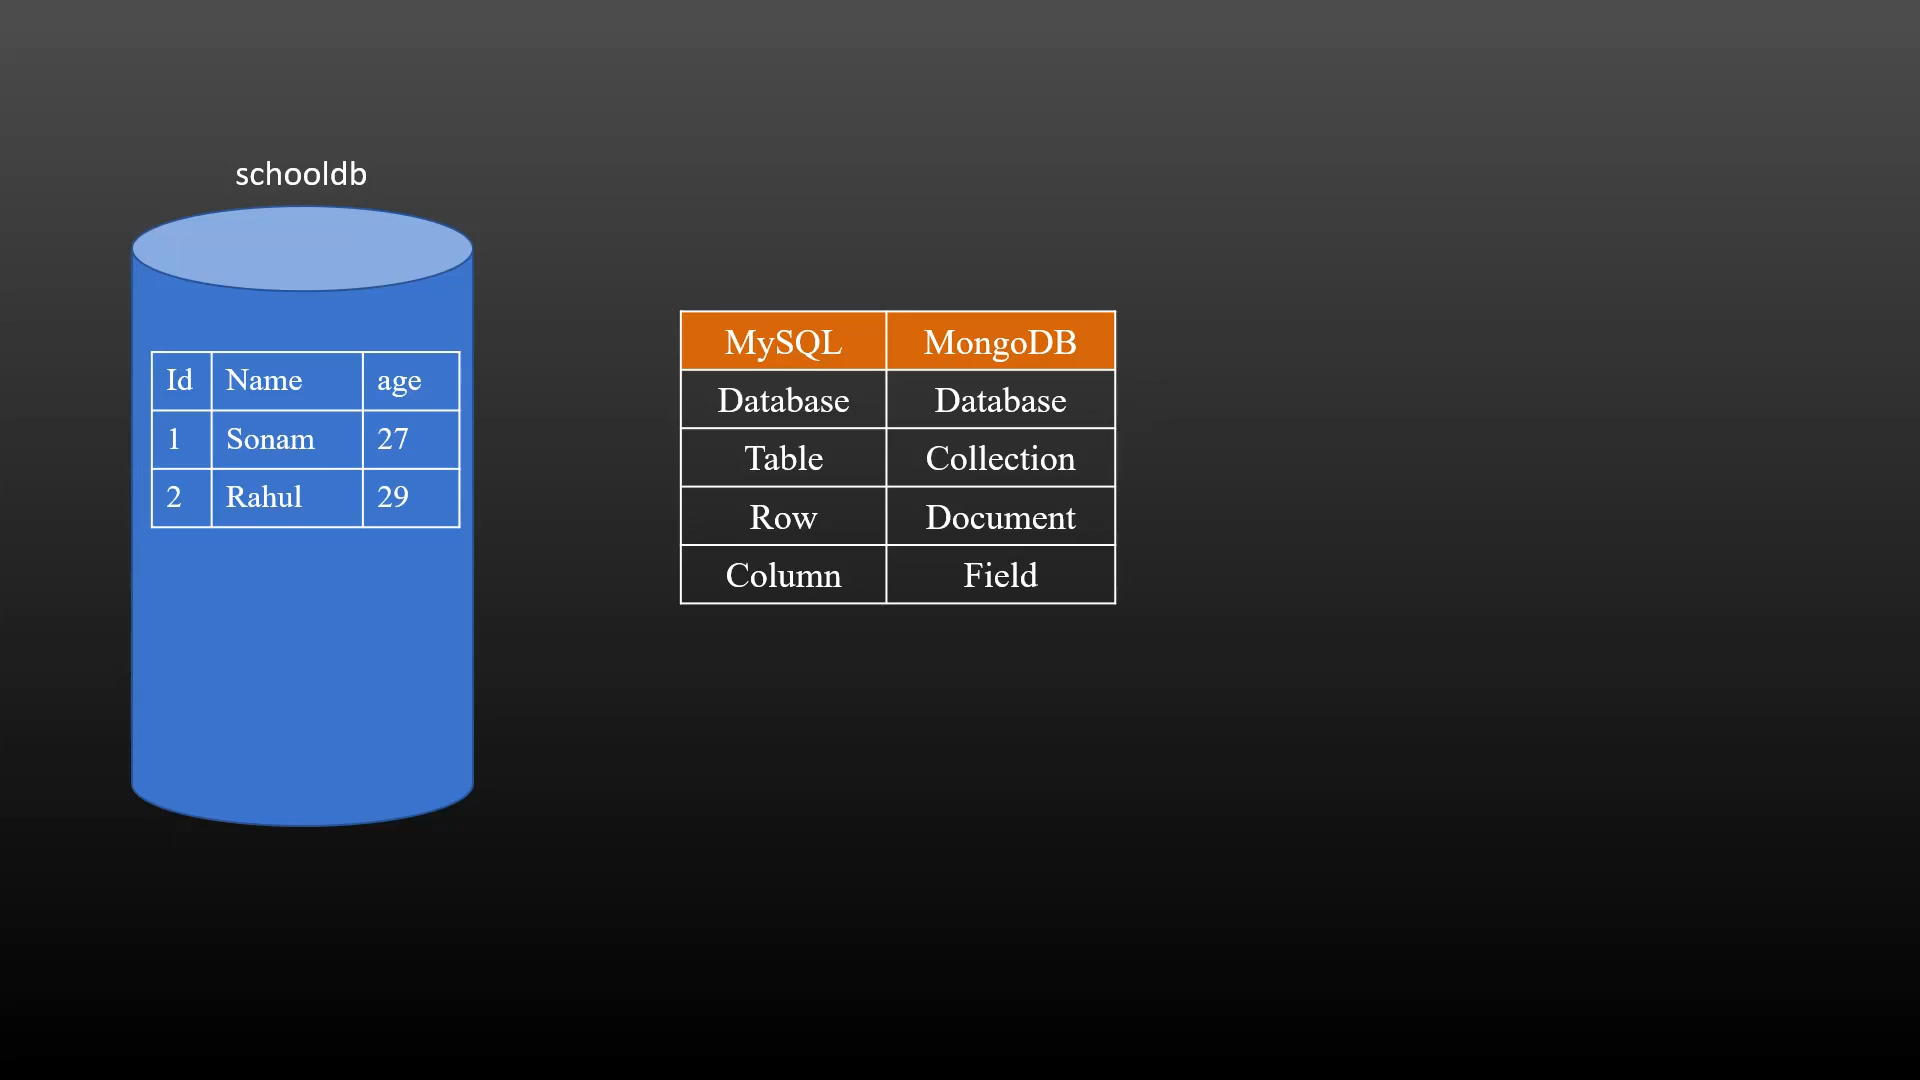 schooldb
Id Name age
1 Sonam 27
2 Rahul 29
MySQL MongoDB
Database Database
Table Collection
Row Document
Column Field